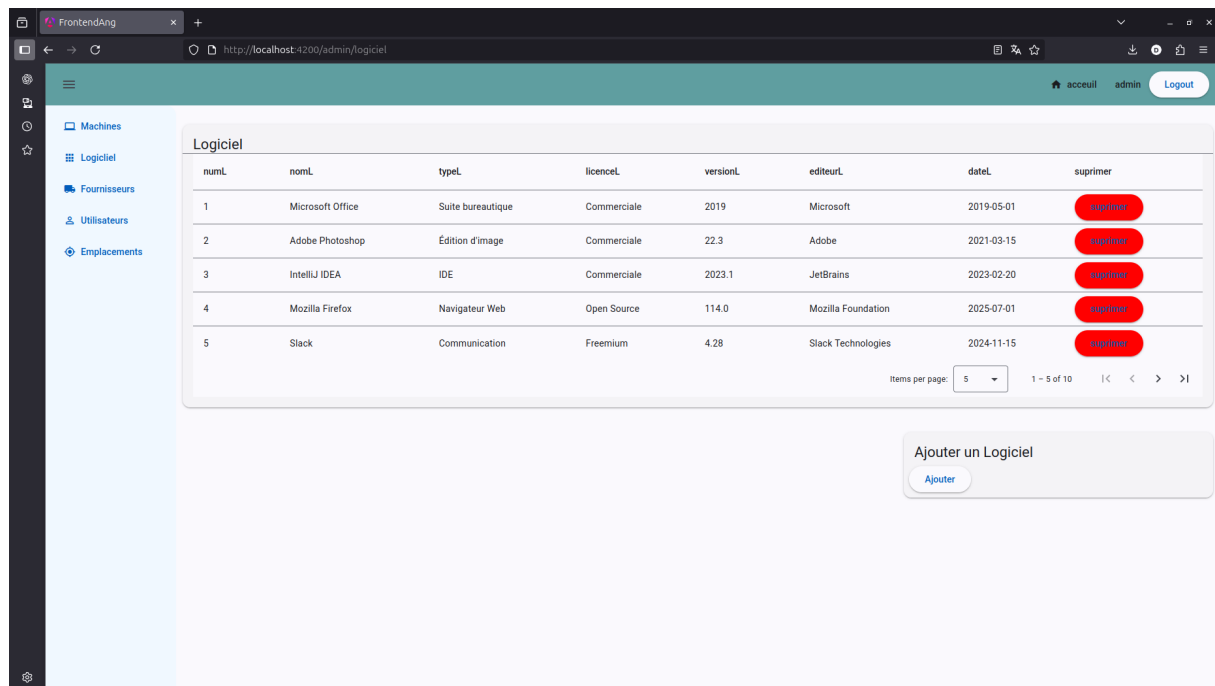 FrontendAng
http://localhost:4200/admin/logiciel
acceuil admin Logout
Machines
Logicliel
Fournisseurs
Utilisateurs
Emplacements
Logiciel
numL nomL typeL licenceL versionL editeurL dateL suprimer
1 Microsoft Office Suite bureautique Commerciale 2019 Microsoft 2019-05-01 suprimer
2 Adobe Photoshop Édition d'image Commerciale 22.3 Adobe 2021-03-15 suprimer
3 IntelliJ IDEA IDE Commerciale 2023.1 JetBrains 2023-02-20 suprimer
4 Mozilla Firefox Navigateur Web Open Source 114.0 Mozilla Foundation 2025-07-01 suprimer
5 Slack Communication Freemium 4.28 Slack Technologies 2024-11-15 suprimer
Items per page: 5 1 – 5 of 10
Ajouter un Logiciel
Ajouter